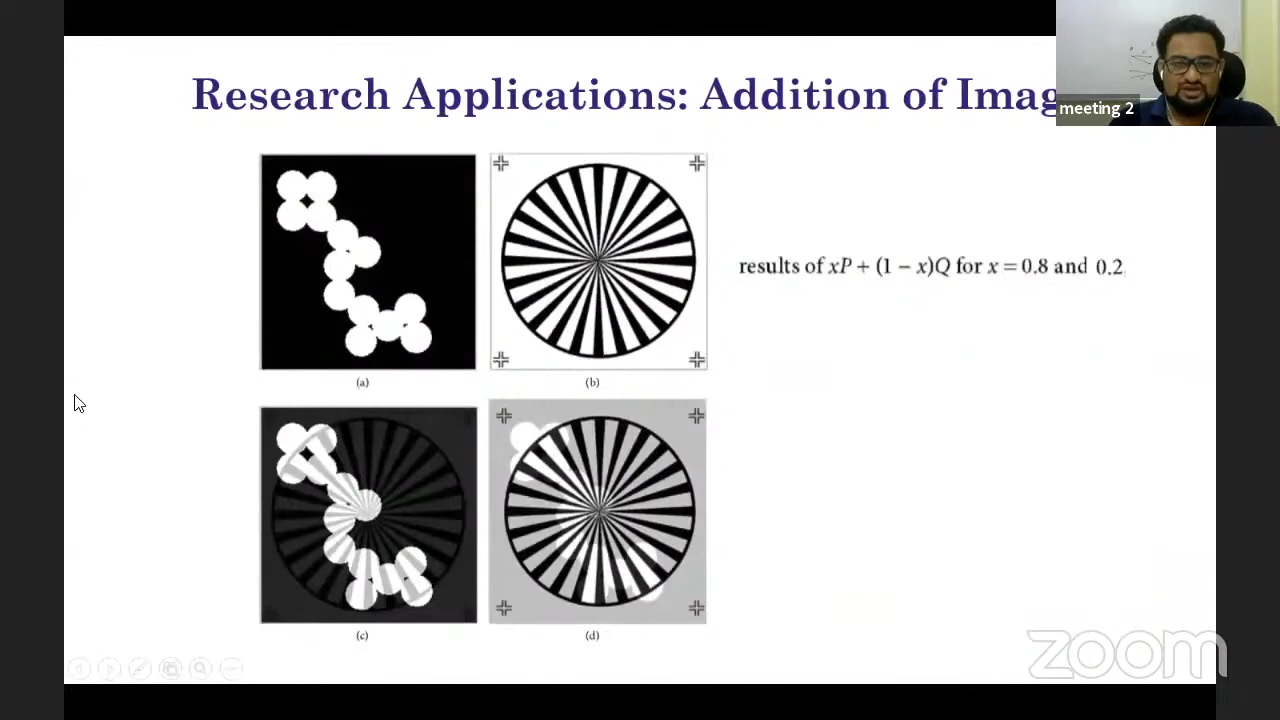 Research Applications: Addition of Imag
meeting 2
results of xP + (1 − x)Q for x = 0.8 and 0.2
(a)
(b)
(c)
(d)
zoom